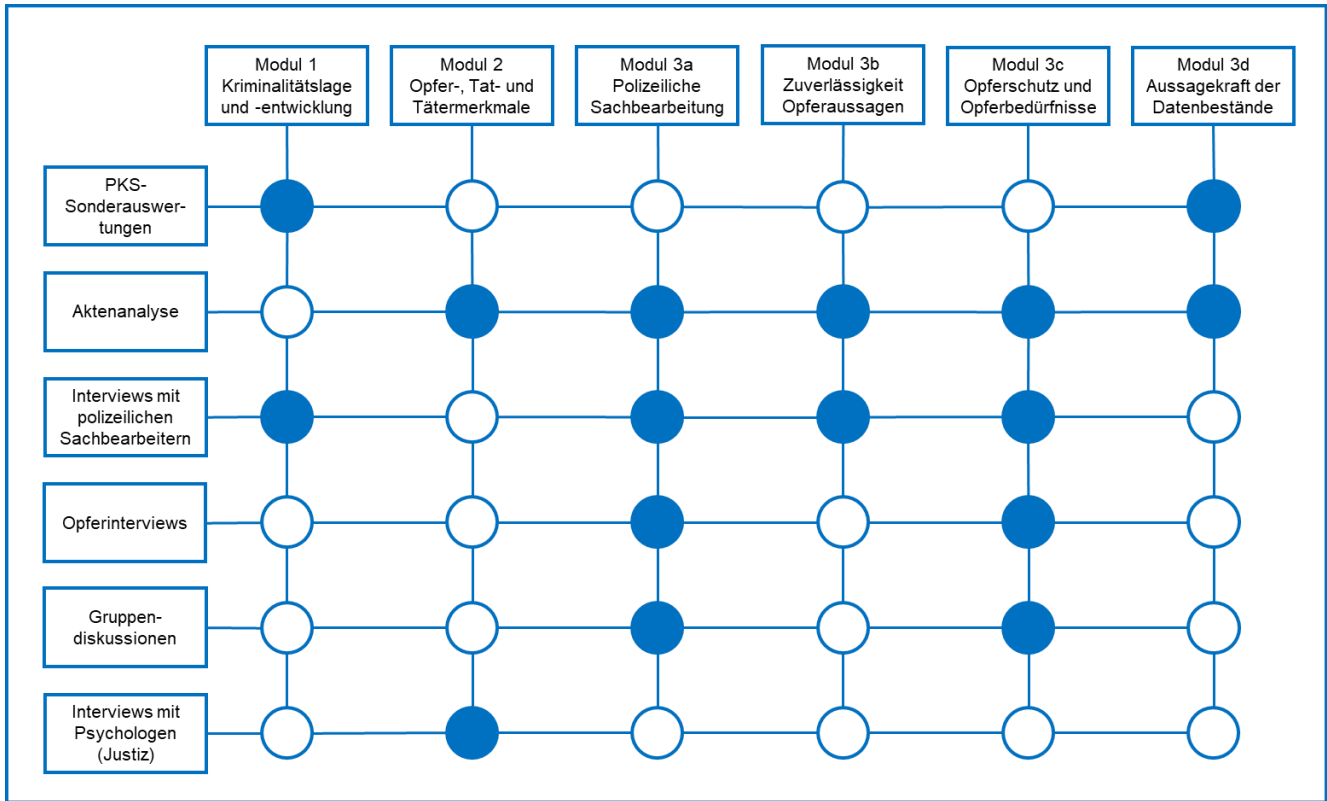 Modul 1
Kriminalitätslage
und -entwicklung
Modul 2
Opfer-, Tat- und
Tätermerkmale
Modul 3a
Polizeiliche
Sachbearbeitung
Modul 3b
Zuverlässigkeit
Opferaussagen
Modul 3c
Opferschutz und
Opferbedürfnisse
Modul 3d
Aussagekraft der
Datenbestände
PKS-
Sonderauswer-
tungen
Aktenanalyse
Interviews mit
polizeilichen
Sachbearbeitern
Opferinterviews
Gruppen-
diskussionen
Interviews mit
Psychologen
(Justiz)